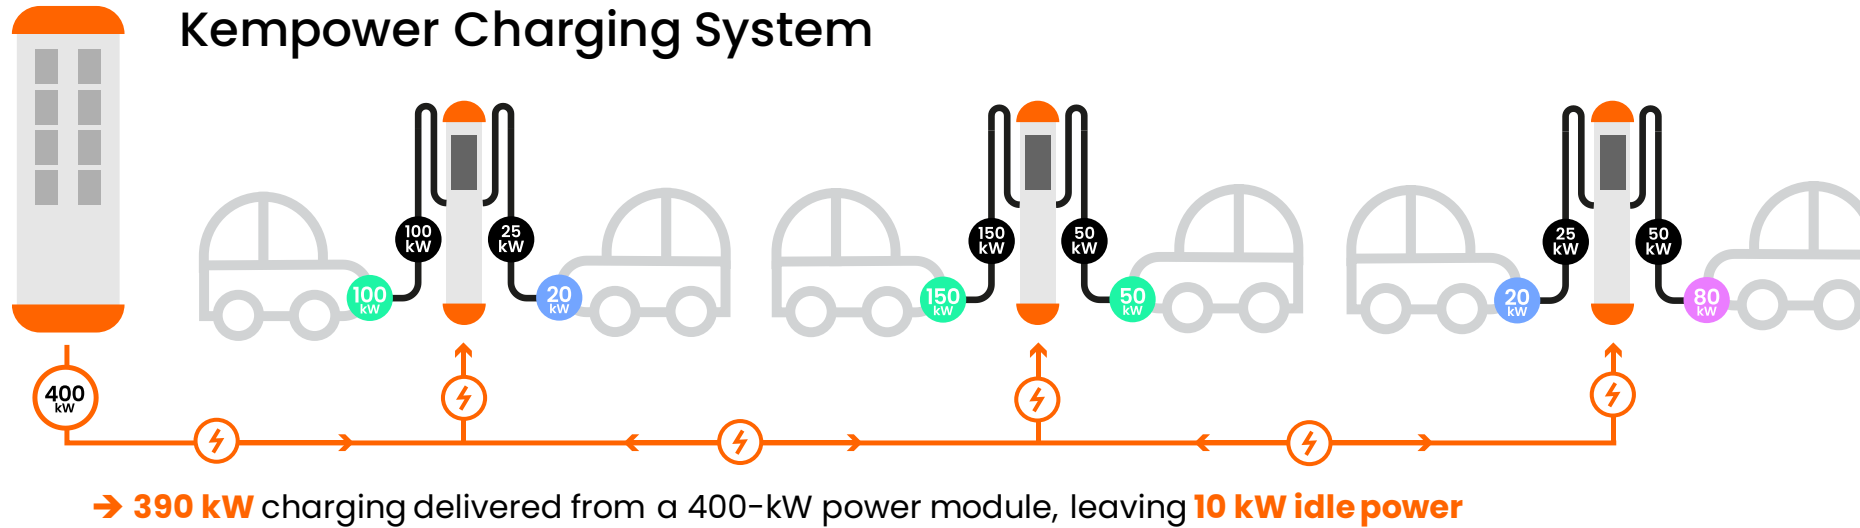 Kempower Charging System
100 kW
25 kW
150 kW
50 kW
25 kW
50 kW
100 kW
20 kW
150 kW
50 kW
20 kW
80 kW
400 kW
➔ 390 kW charging delivered from a 400-kW power module, leaving 10 kW idle power